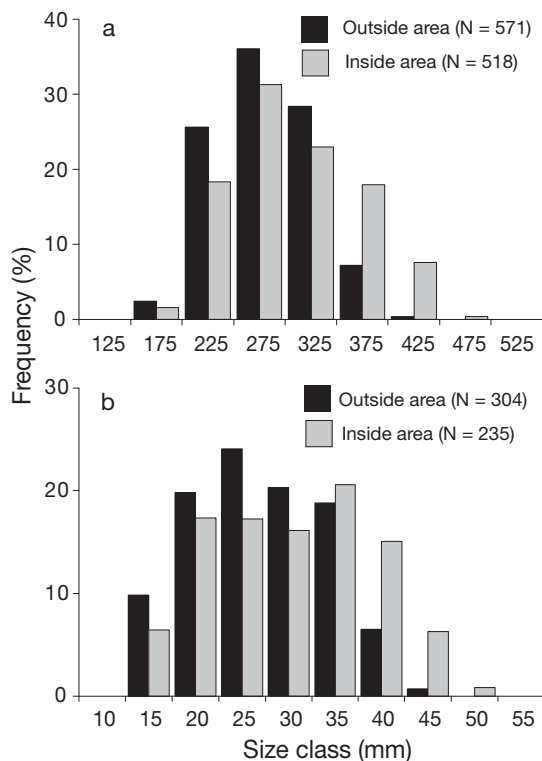 a
Outside area (N = 571)
Inside area (N = 518)
40
30
20
10
0
125 175 225 275 325 375 425 475 525
Frequency (%)
b
Outside area (N = 304)
Inside area (N = 235)
30
20
10
0
10 15 20 25 30 35 40 45 50 55
Size class (mm)